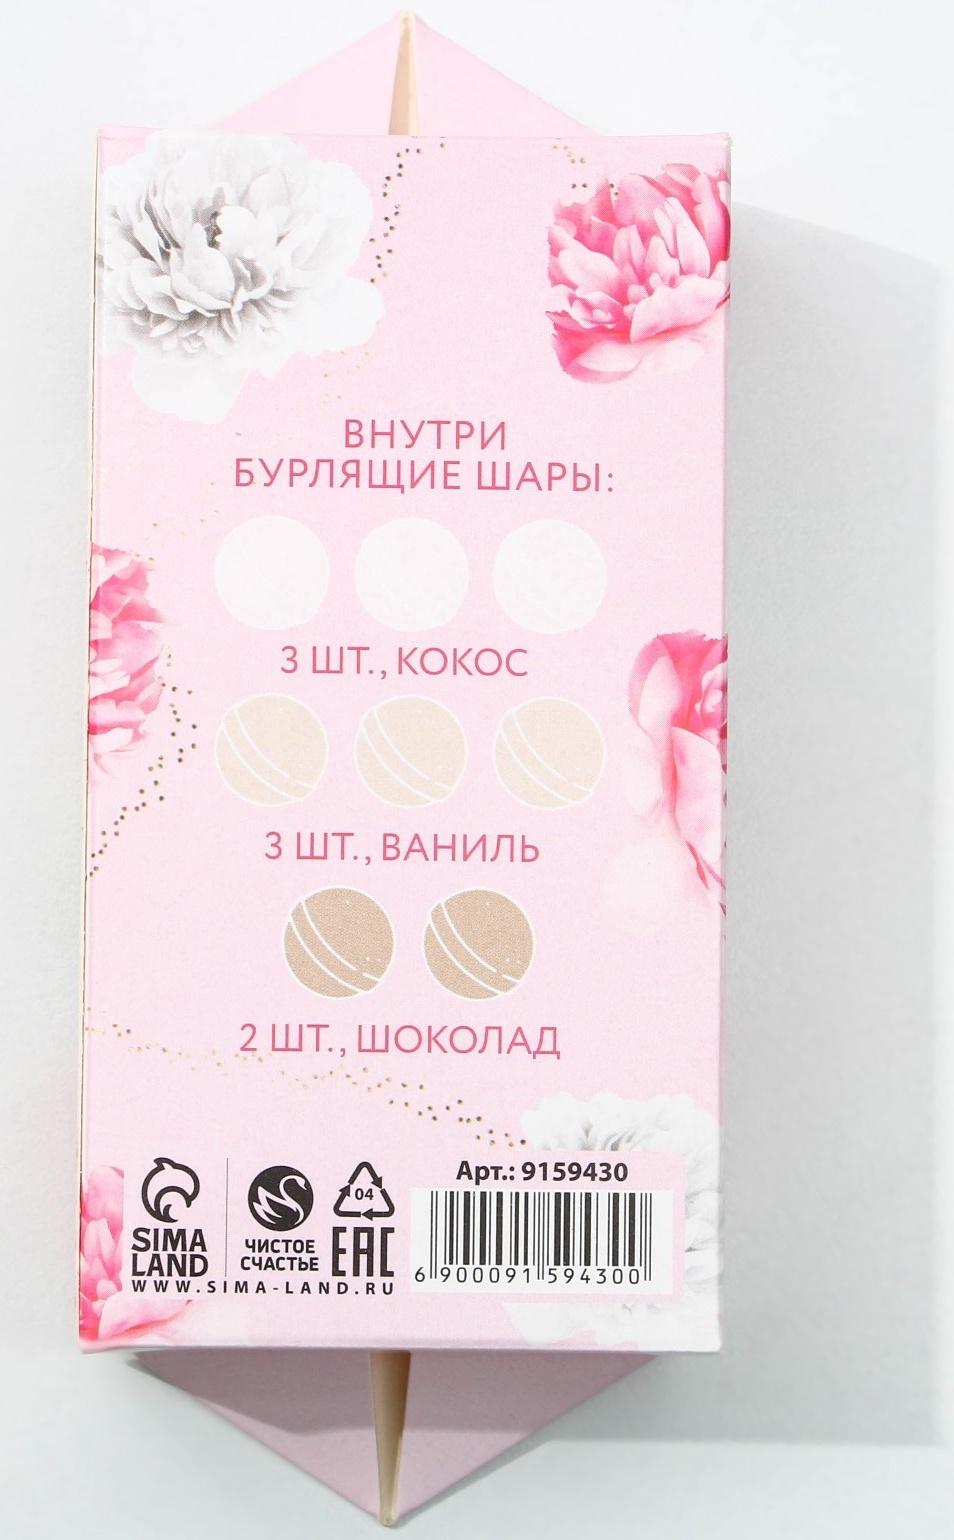 ВНУТРИ
БУРЛЯЩИЕ ШАРЫ:
3 ШТ., КОКОС
3 ШТ., ВАНИЛЬ
2 ШТ., ШОКОЛАД
SIMA
LAND
ЧИСТОЕ
СЧАСТЬЕ
04
EAC
WWW.SIMA-LAND.RU
Арт.: 9159430
6 900091 594300